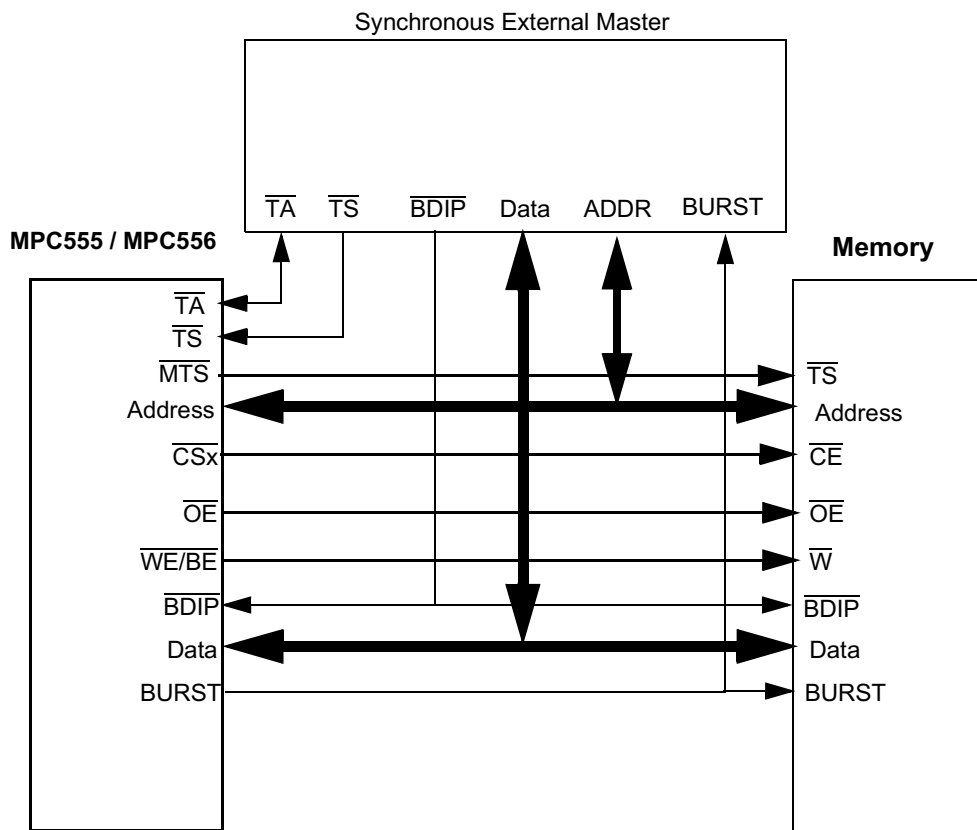 Synchronous External Master
TA TS BDIP Data ADDR BURST
MPC555 / MPC556
Memory
TA
TS
MTS
TS
Address
Address
CSx
CE
OE
OE
WE/BE
W
BDIP
BDIP
Data
Data
BURST
BURST